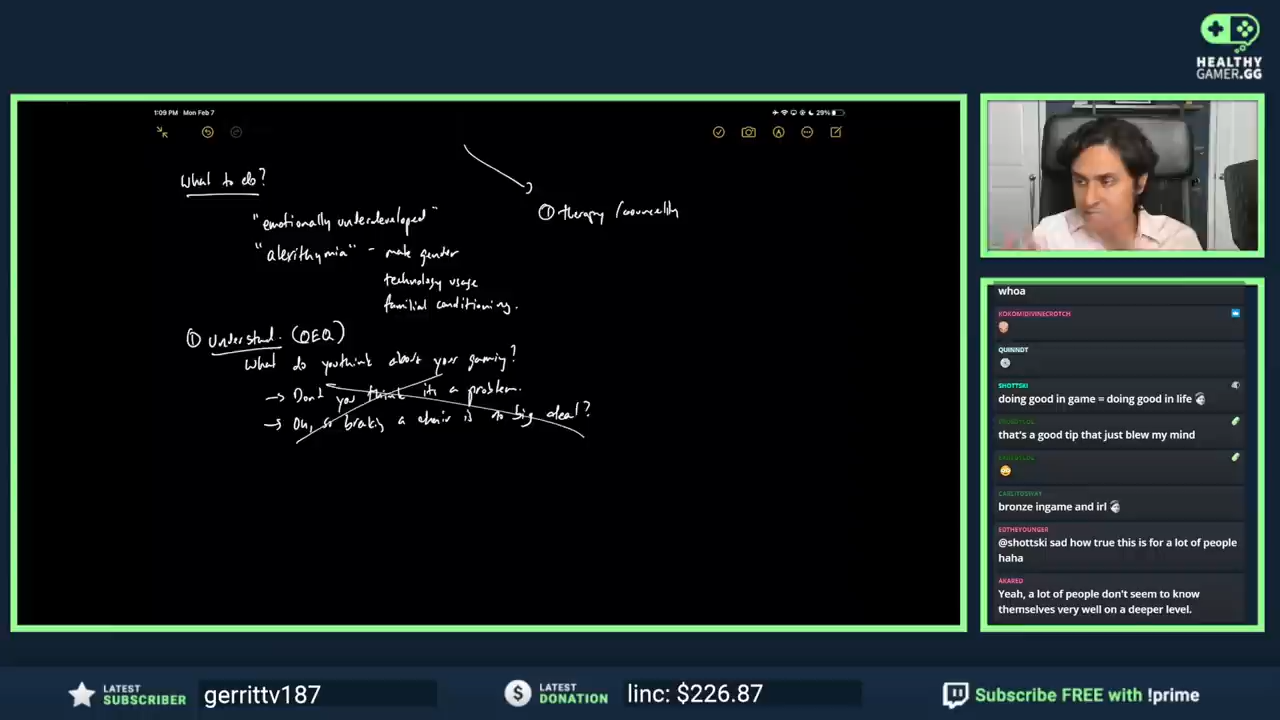 HEALTHY
GAMER.GG
1:09 PM Mon Feb 7
29%
What to do?
"emotionally underdeveloped"
① therapy /
"alexithymia" - male gender
technology usage
familial conditioning.
① Understand. (OEQ)
What do you think about your gaming?
→ Don't you think it's a problem.
→ Oh, so braking a chair is no big deal?
whoa
KOKOMIDIVINECROTCH
QUINNDT
SHOTTSKI
doing good in game = doing good in life
that's a good tip that just blew my mind
CARLITOSWAY
bronze ingame and irl
EDTHEYOUNGER
@shottski sad how true this is for a lot of people
haha
AKARED
Yeah, a lot of people don't seem to know
themselves very well on a deeper level.
LATEST
SUBSCRIBER
gerrittv187
LATEST
DONATION
linc: $226.87
Subscribe FREE with !prime